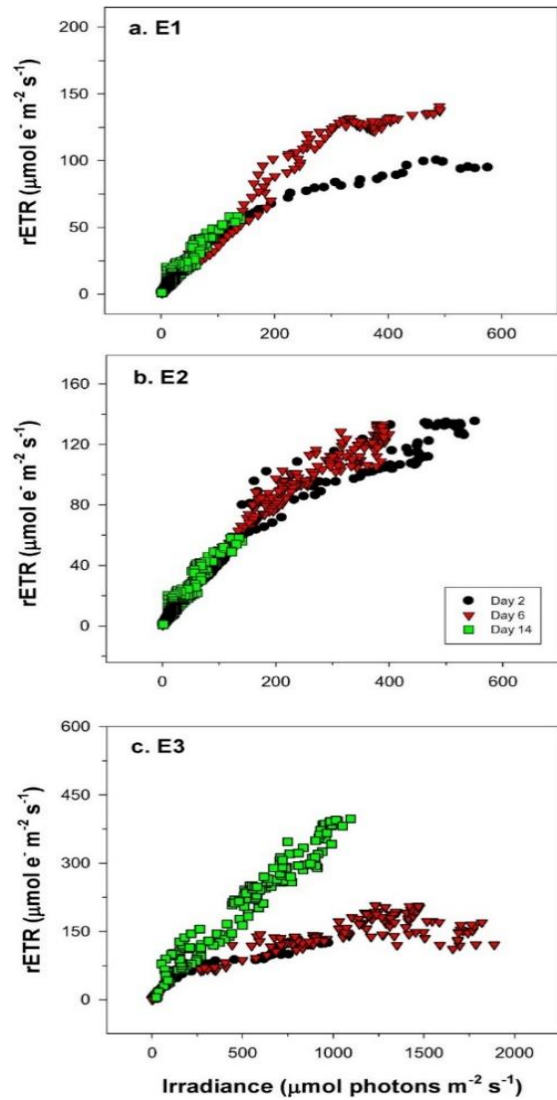 a. E1
200
150
100
50
0
rETR (μmol e⁻ m⁻² s⁻¹)
0 200 400 600
b. E2
160
120
80
40
0
rETR (μmol e⁻ m⁻² s⁻¹)
Day 2
Day 6
Day 14
0 200 400 600
c. E3
600
450
300
150
0
rETR (μmol e⁻ m⁻² s⁻¹)
0 500 1000 1500 2000
Irradiance (μmol photons m⁻² s⁻¹)